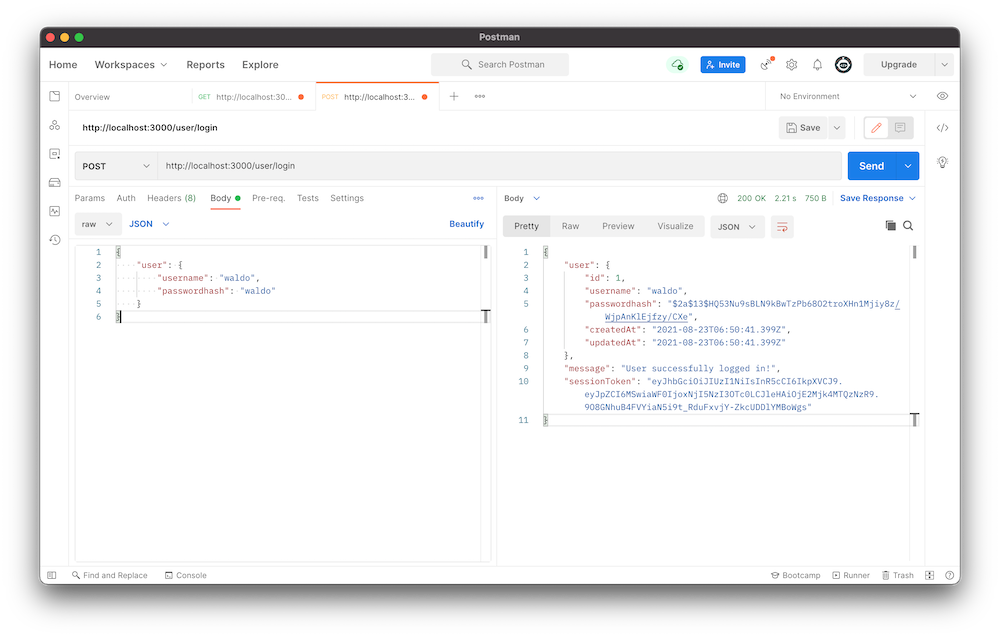 Postman
Home Workspaces Reports Explore Search Postman Invite Upgrade
Overview GET http://localhost:30... POST http://localhost:3... No Environment
http://localhost:3000/user/login Save
POST http://localhost:3000/user/login Send
Params Auth Headers (8) Body Pre-req. Tests Settings
raw JSON Beautify
1 {
2 "user": {
3 "username": "waldo",
4 "passwordhash": "waldo"
5 }
6 }
Body 200 OK 2.21 s 750 B Save Response
Pretty Raw Preview Visualize JSON
1 {
2 "user": {
3 "id": 1,
4 "username": "waldo",
5 "passwordhash": "$2a$13$HQ53Nu9sBLN9kBwTzPb68O2troXHn1Mjiy8z/
WjpAnKlEjfzy/CXe",
6 "createdAt": "2021-08-23T06:50:41.399Z",
7 "updatedAt": "2021-08-23T06:50:41.399Z"
8 },
9 "message": "User successfully logged in!",
10 "sessionToken": "eyJhbGciOiJIUzI1NiIsInR5cCI6IkpXVCJ9.
eyJpZCI6MSwiaWF0IjoxNjI5NzI3OTc0LCJleHAiOjE2Mjk4MTQzNzR9.
9O8GNhuB4FVYiaN5i9t_RduFxvjY-ZkcUDDlYMBoWgs"
11 }
Find and Replace Console Bootcamp Runner Trash